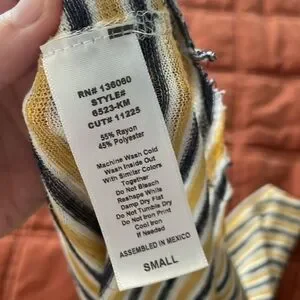 RN# 136060
STYLE#
6523-KM
CUT# 11225
55% Rayon
45% Polyester
Machine Wash Cold
Wash Inside Out
With Similar Colors
Together
Do Not Bleach
Reshape While Wet
Damp Dry Flat
Do Not Tumble Dry
Do Not Iron Print
Cool Iron
If Needed
ASSEMBLED IN MEXICO
SMALL